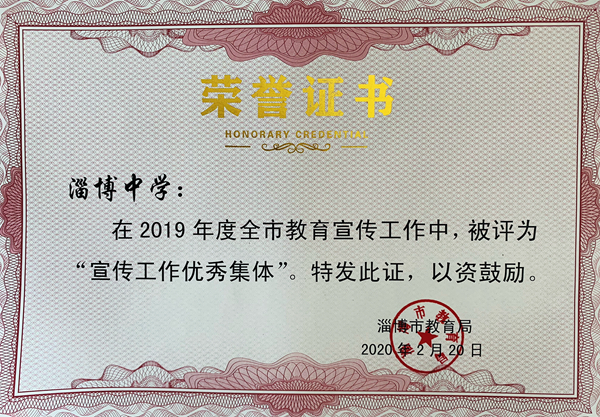 荣誉证书
HONORARY CREDENTIAL
淄博中学：
在2019年度全市教育宣传工作中，被评为
“宣传工作优秀集体”。特发此证，以资鼓励。
淄博市教育局
2020年2月20日